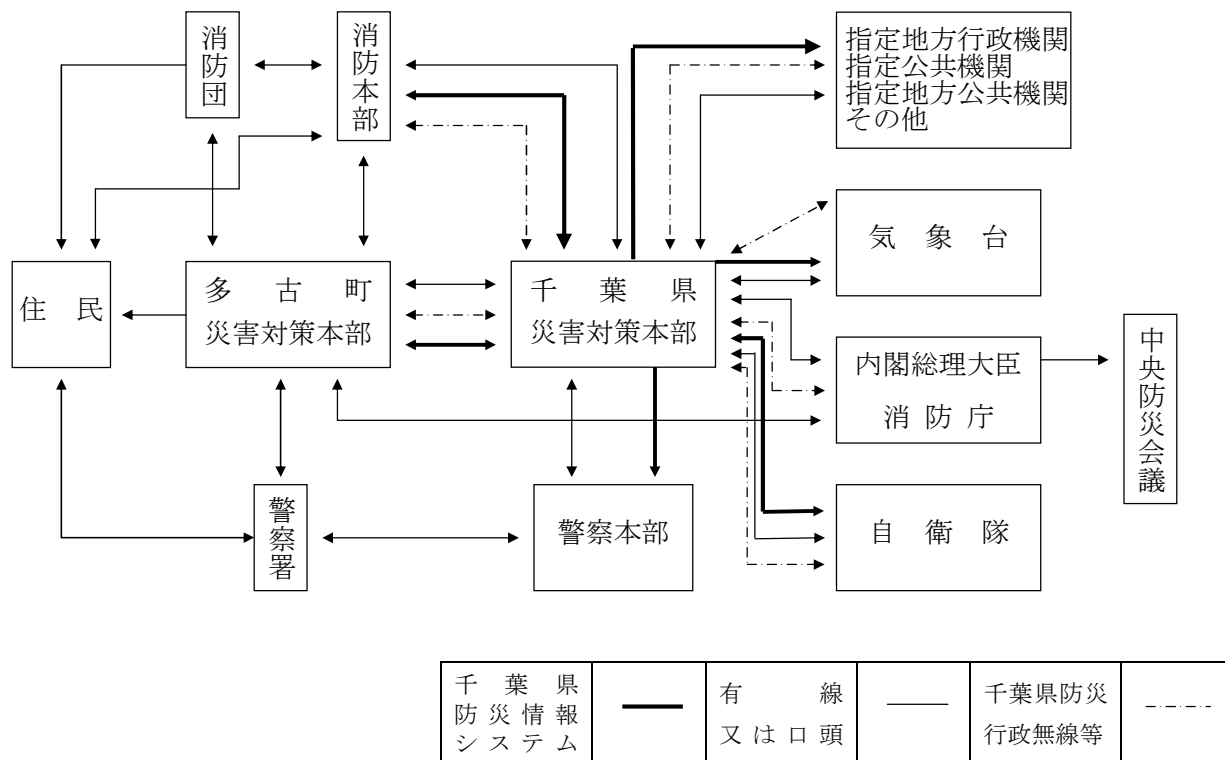 消防団
消防本部
指定地方行政機関
指定公共機関
指定地方公共機関
その他
気象台
住民
多古町
災害対策本部
千葉県
災害対策本部
内閣総理大臣
消防庁
中央防災会議
警察署
警察本部
自衛隊
千葉県
防災情報
システム
有線
又は口頭
千葉県防災
行政無線等